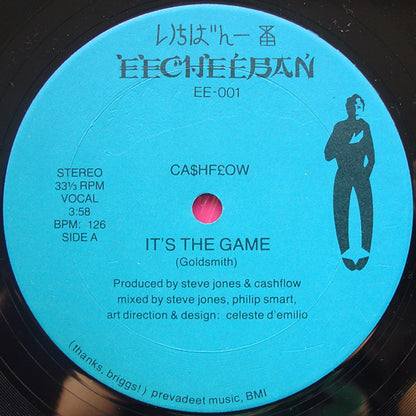 いちばん一番
EECHEEBAN
EE-001
CA$HF£OW
STEREO
33⅓ RPM
VOCAL
3:58
BPM: 126
SIDE A
IT'S THE GAME
(Goldsmith)
Produced by steve jones & cashflow
mixed by steve jones, philip smart,
art direction & design: celeste d'emilio
(thanks, briggs!) prevadeet music, BMI